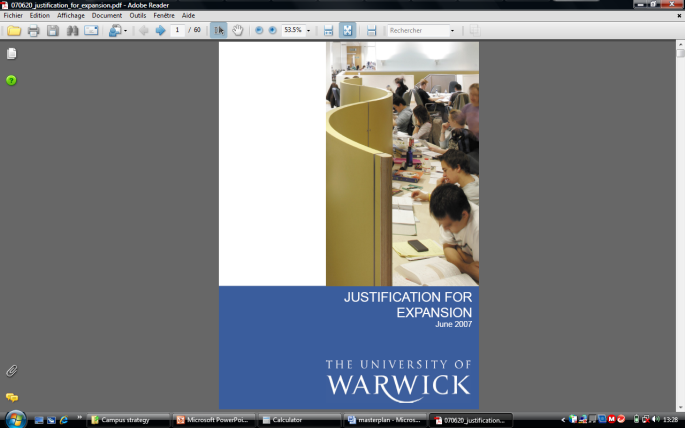 070620_justification_for_expansion.pdf - Adobe Reader
Fichier Edition Affichage Document Outils Fenêtre Aide
1 / 60 53.5% Rechercher
JUSTIFICATION FOR
EXPANSION
June 2007
THE UNIVERSITY OF
WARWICK
Campus strategy Microsoft PowerPoi... Calculator masterplan - Micros... 070620_justification... 13:28